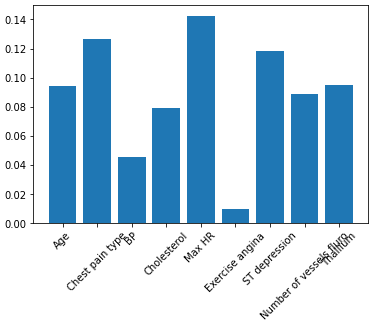 0.14
0.12
0.10
0.08
0.06
0.04
0.02
0.00
Age
Chest pain type
BP
Cholesterol
Max HR
Exercise angina
ST depression
Number of vessels fluro
Thallium